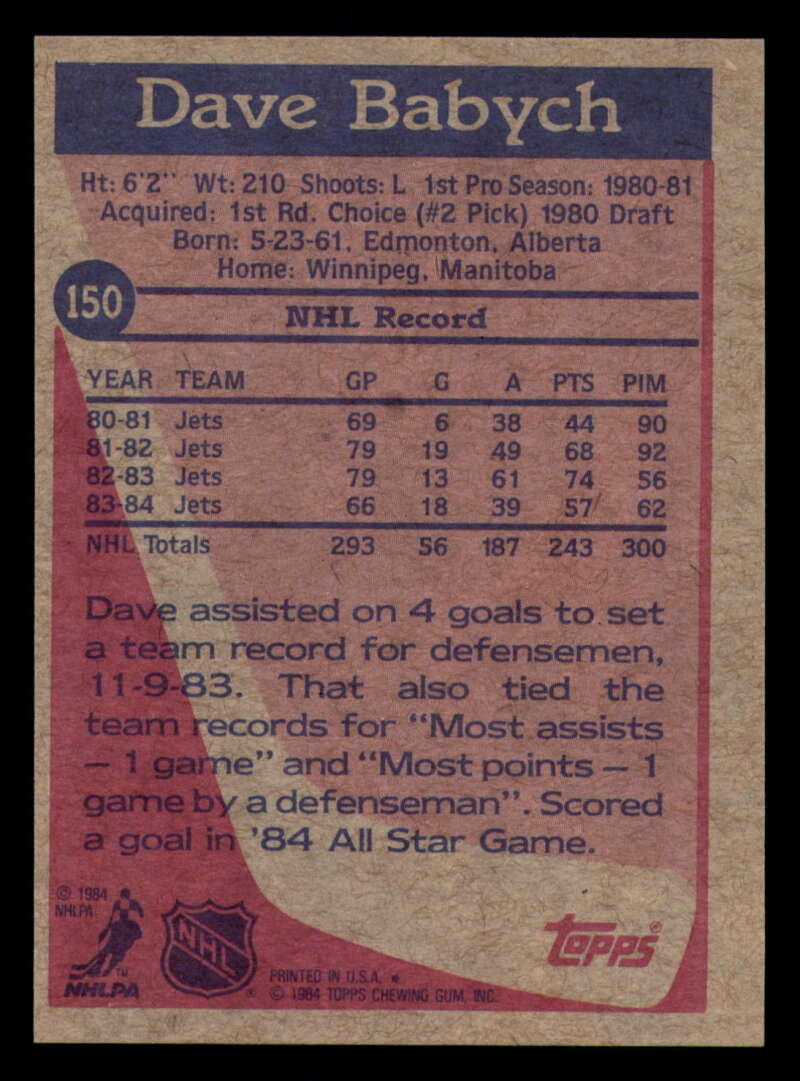 Dave Babych
Ht: 6'2" Wt: 210 Shoots: L 1st Pro Season: 1980-81
Acquired: 1st Rd. Choice (#2 Pick) 1980 Draft
Born: 5-23-61, Edmonton, Alberta
Home: Winnipeg, Manitoba
150
NHL Record
YEAR TEAM GP G A PTS PIM
80-81 Jets 69 6 38 44 90
81-82 Jets 79 19 49 68 92
82-83 Jets 79 13 61 74 56
83-84 Jets 66 18 39 57 62
NHL Totals 293 56 187 243 300
Dave assisted on 4 goals to set
a team record for defensemen,
11-9-83. That also tied the
team records for “Most assists
— 1 game” and “Most points — 1
game by a defenseman”. Scored
a goal in '84 All Star Game.
© 1984
NHLPA
TM
NHLPA
NHL
®
PRINTED IN U.S.A. *
© 1984 TOPPS CHEWING GUM, INC.
topps®